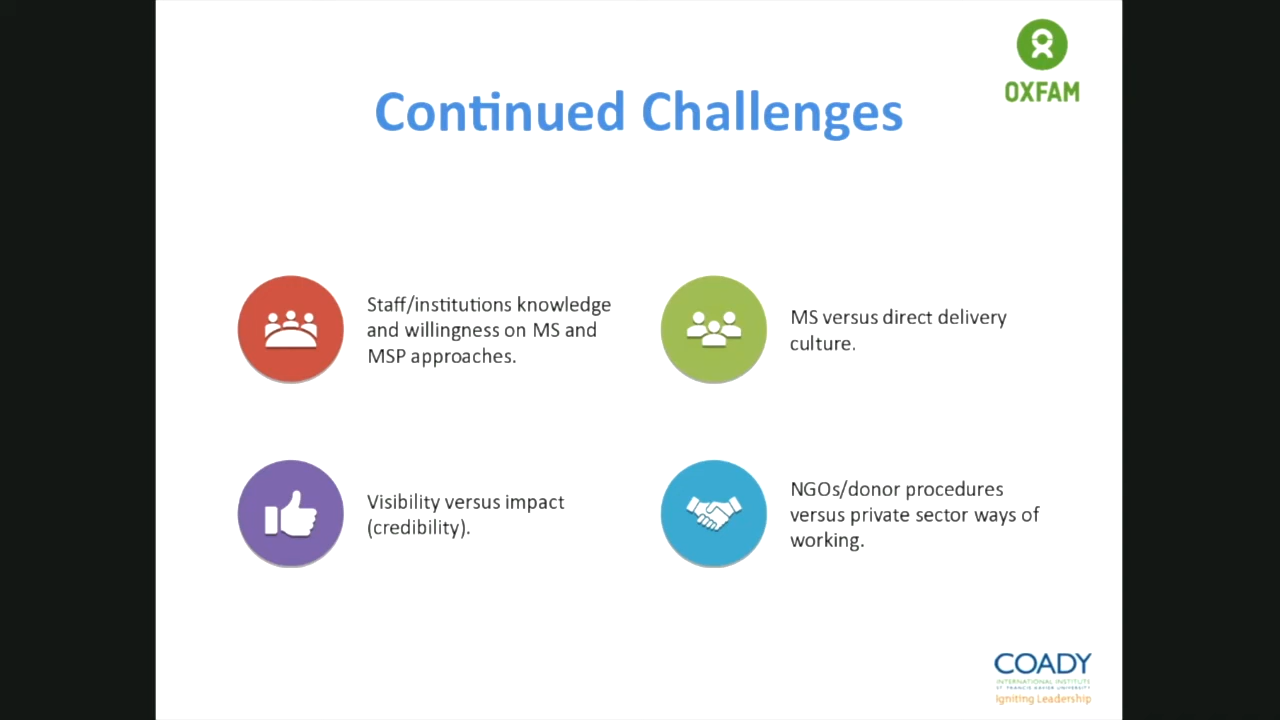 OXFAM
Continued Challenges
Staff/institutions knowledge
and willingness on MS and
MSP approaches.
MS versus direct delivery
culture.
Visibility versus impact
(credibility).
NGOs/donor procedures
versus private sector ways of
working.
COADY
INTERNATIONAL INSTITUTE
ST. FRANCIS XAVIER UNIVERSITY
Igniting Leadership